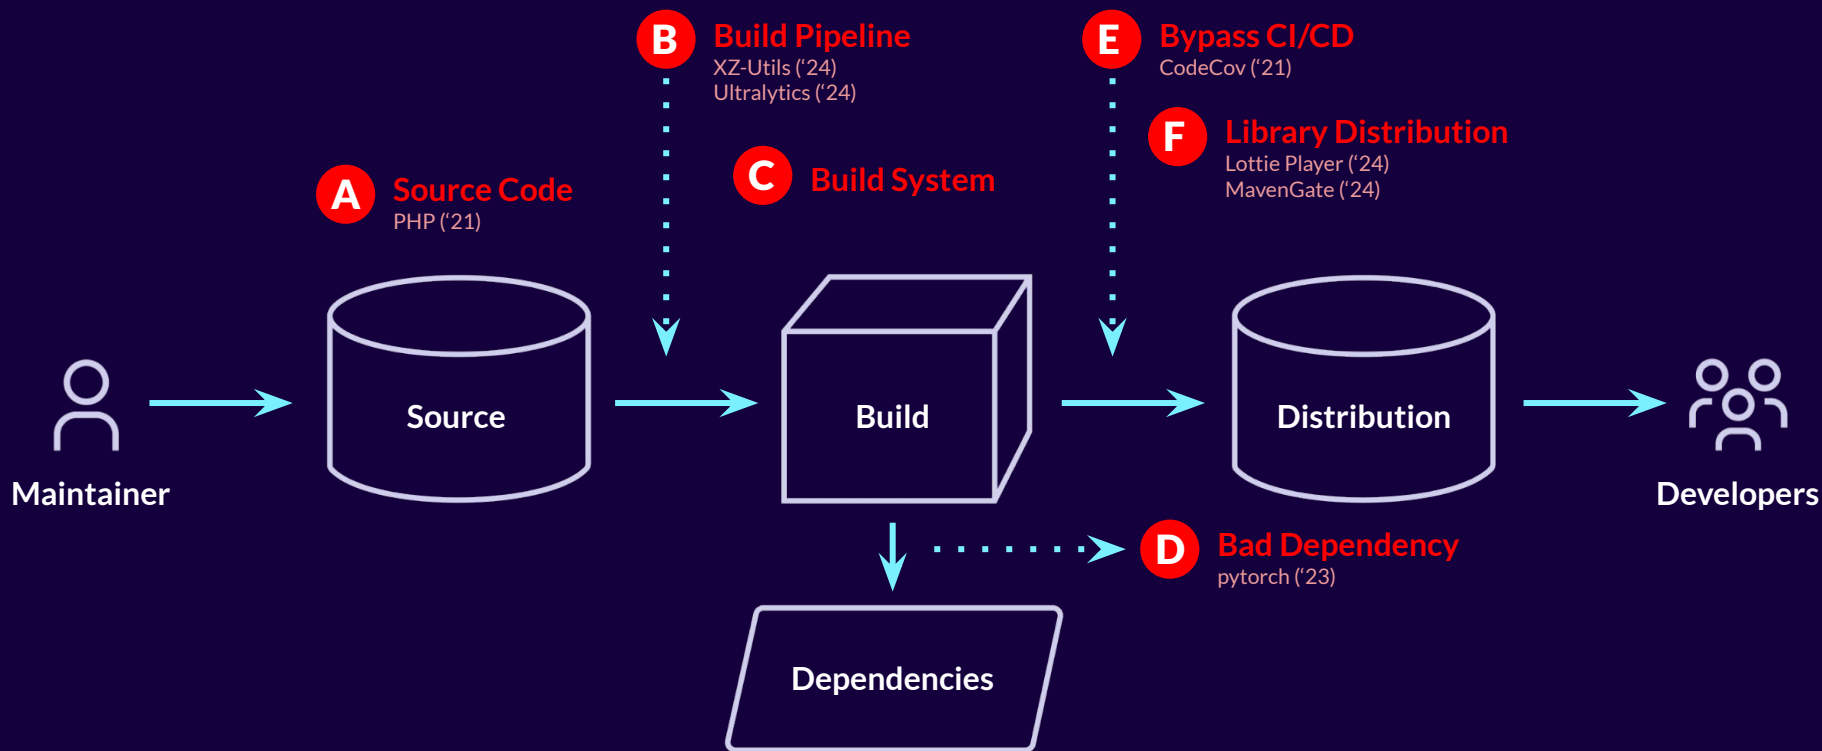 B
Build Pipeline
XZ-Utils (‘24)
Ultralytics (‘24)
E
Bypass CI/CD
CodeCov (‘21)
F
Library Distribution
Lottie Player (‘24)
MavenGate (‘24)
A
Source Code
PHP (‘21)
C
Build System
Maintainer
Source
Build
Distribution
Developers
D
Bad Dependency
pytorch (‘23)
Dependencies